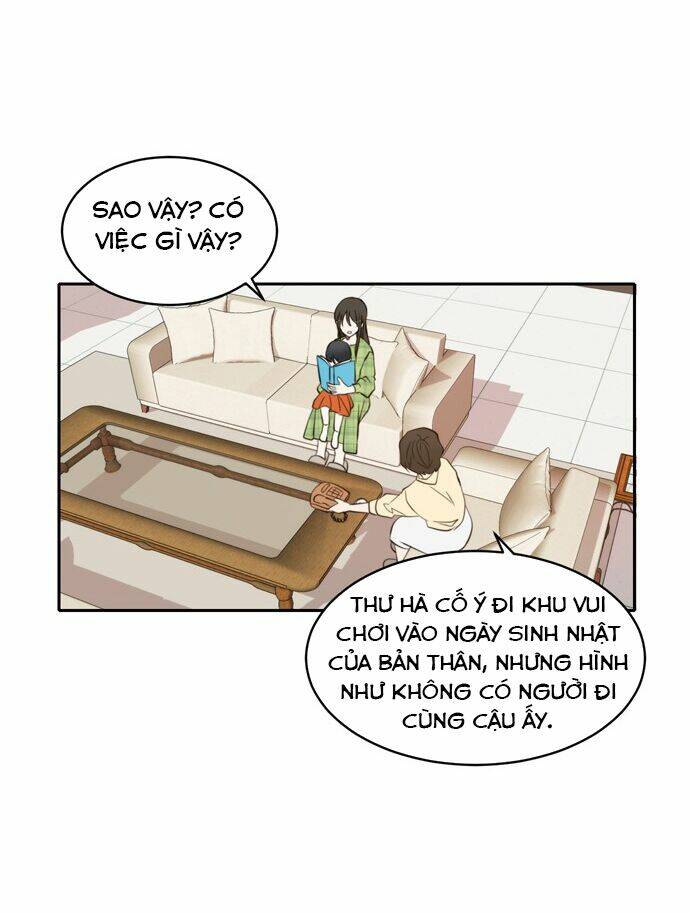 SAO VẬY? CÓ
VIỆC GÌ VẬY?
THƯ HÀ CỐ Ý ĐI KHU VUI
CHƠI VÀO NGÀY SINH NHẬT
CỦA BẢN THÂN, NHƯNG HÌNH
NHƯ KHÔNG CÓ NGƯỜI ĐI
CÙNG CẬU ẤY.